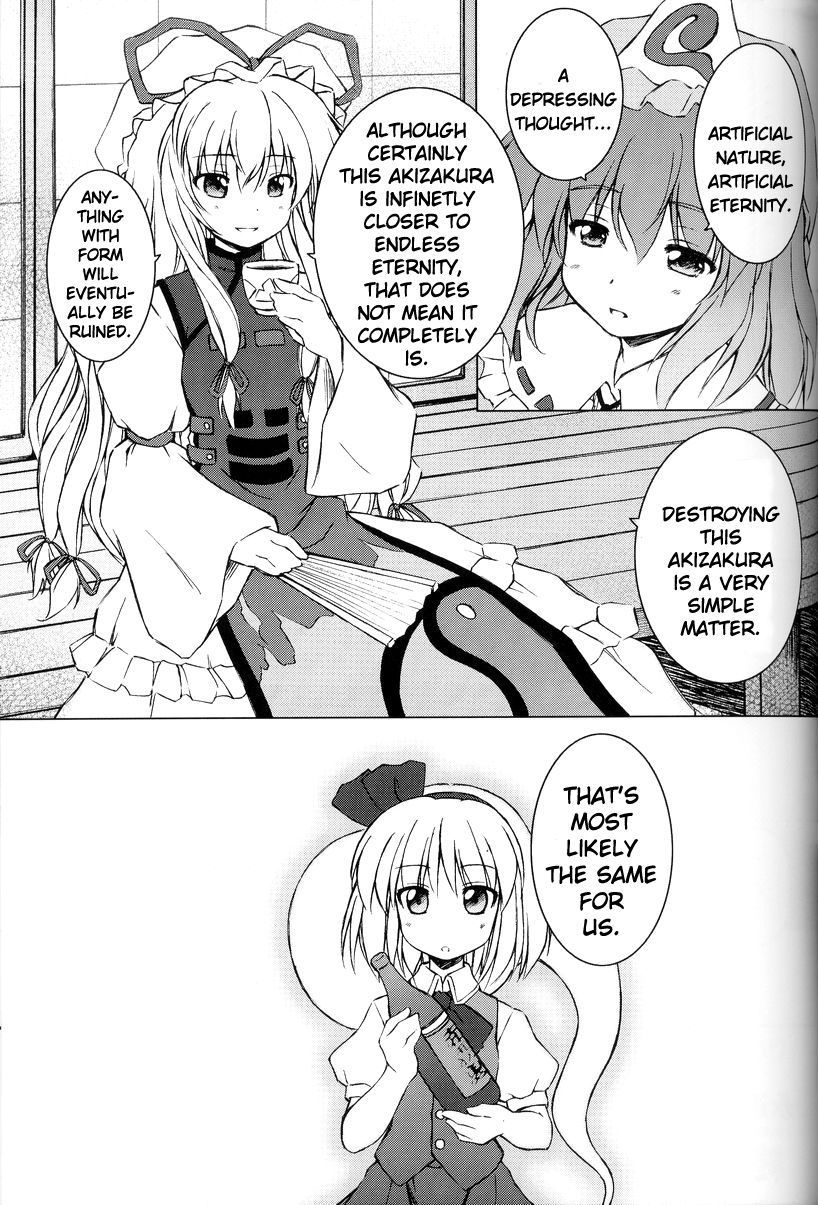 ARTIFICIAL
NATURE,
ARTIFICIAL
ETERNITY.
A
DEPRESSING
THOUGHT...
ALTHOUGH
CERTAINLY
THIS AKIZAKURA
IS INFINETLY
CLOSER TO
ENDLESS
ETERNITY,
THAT DOES
NOT MEAN IT
COMPLETELY
IS.
ANY-
THING
WITH
FORM
WILL
EVENTU-
ALLY BE
RUINED.
DESTROYING
THIS
AKIZAKURA
IS A VERY
SIMPLE
MATTER.
THAT'S
MOST
LIKELY
THE SAME
FOR
US.